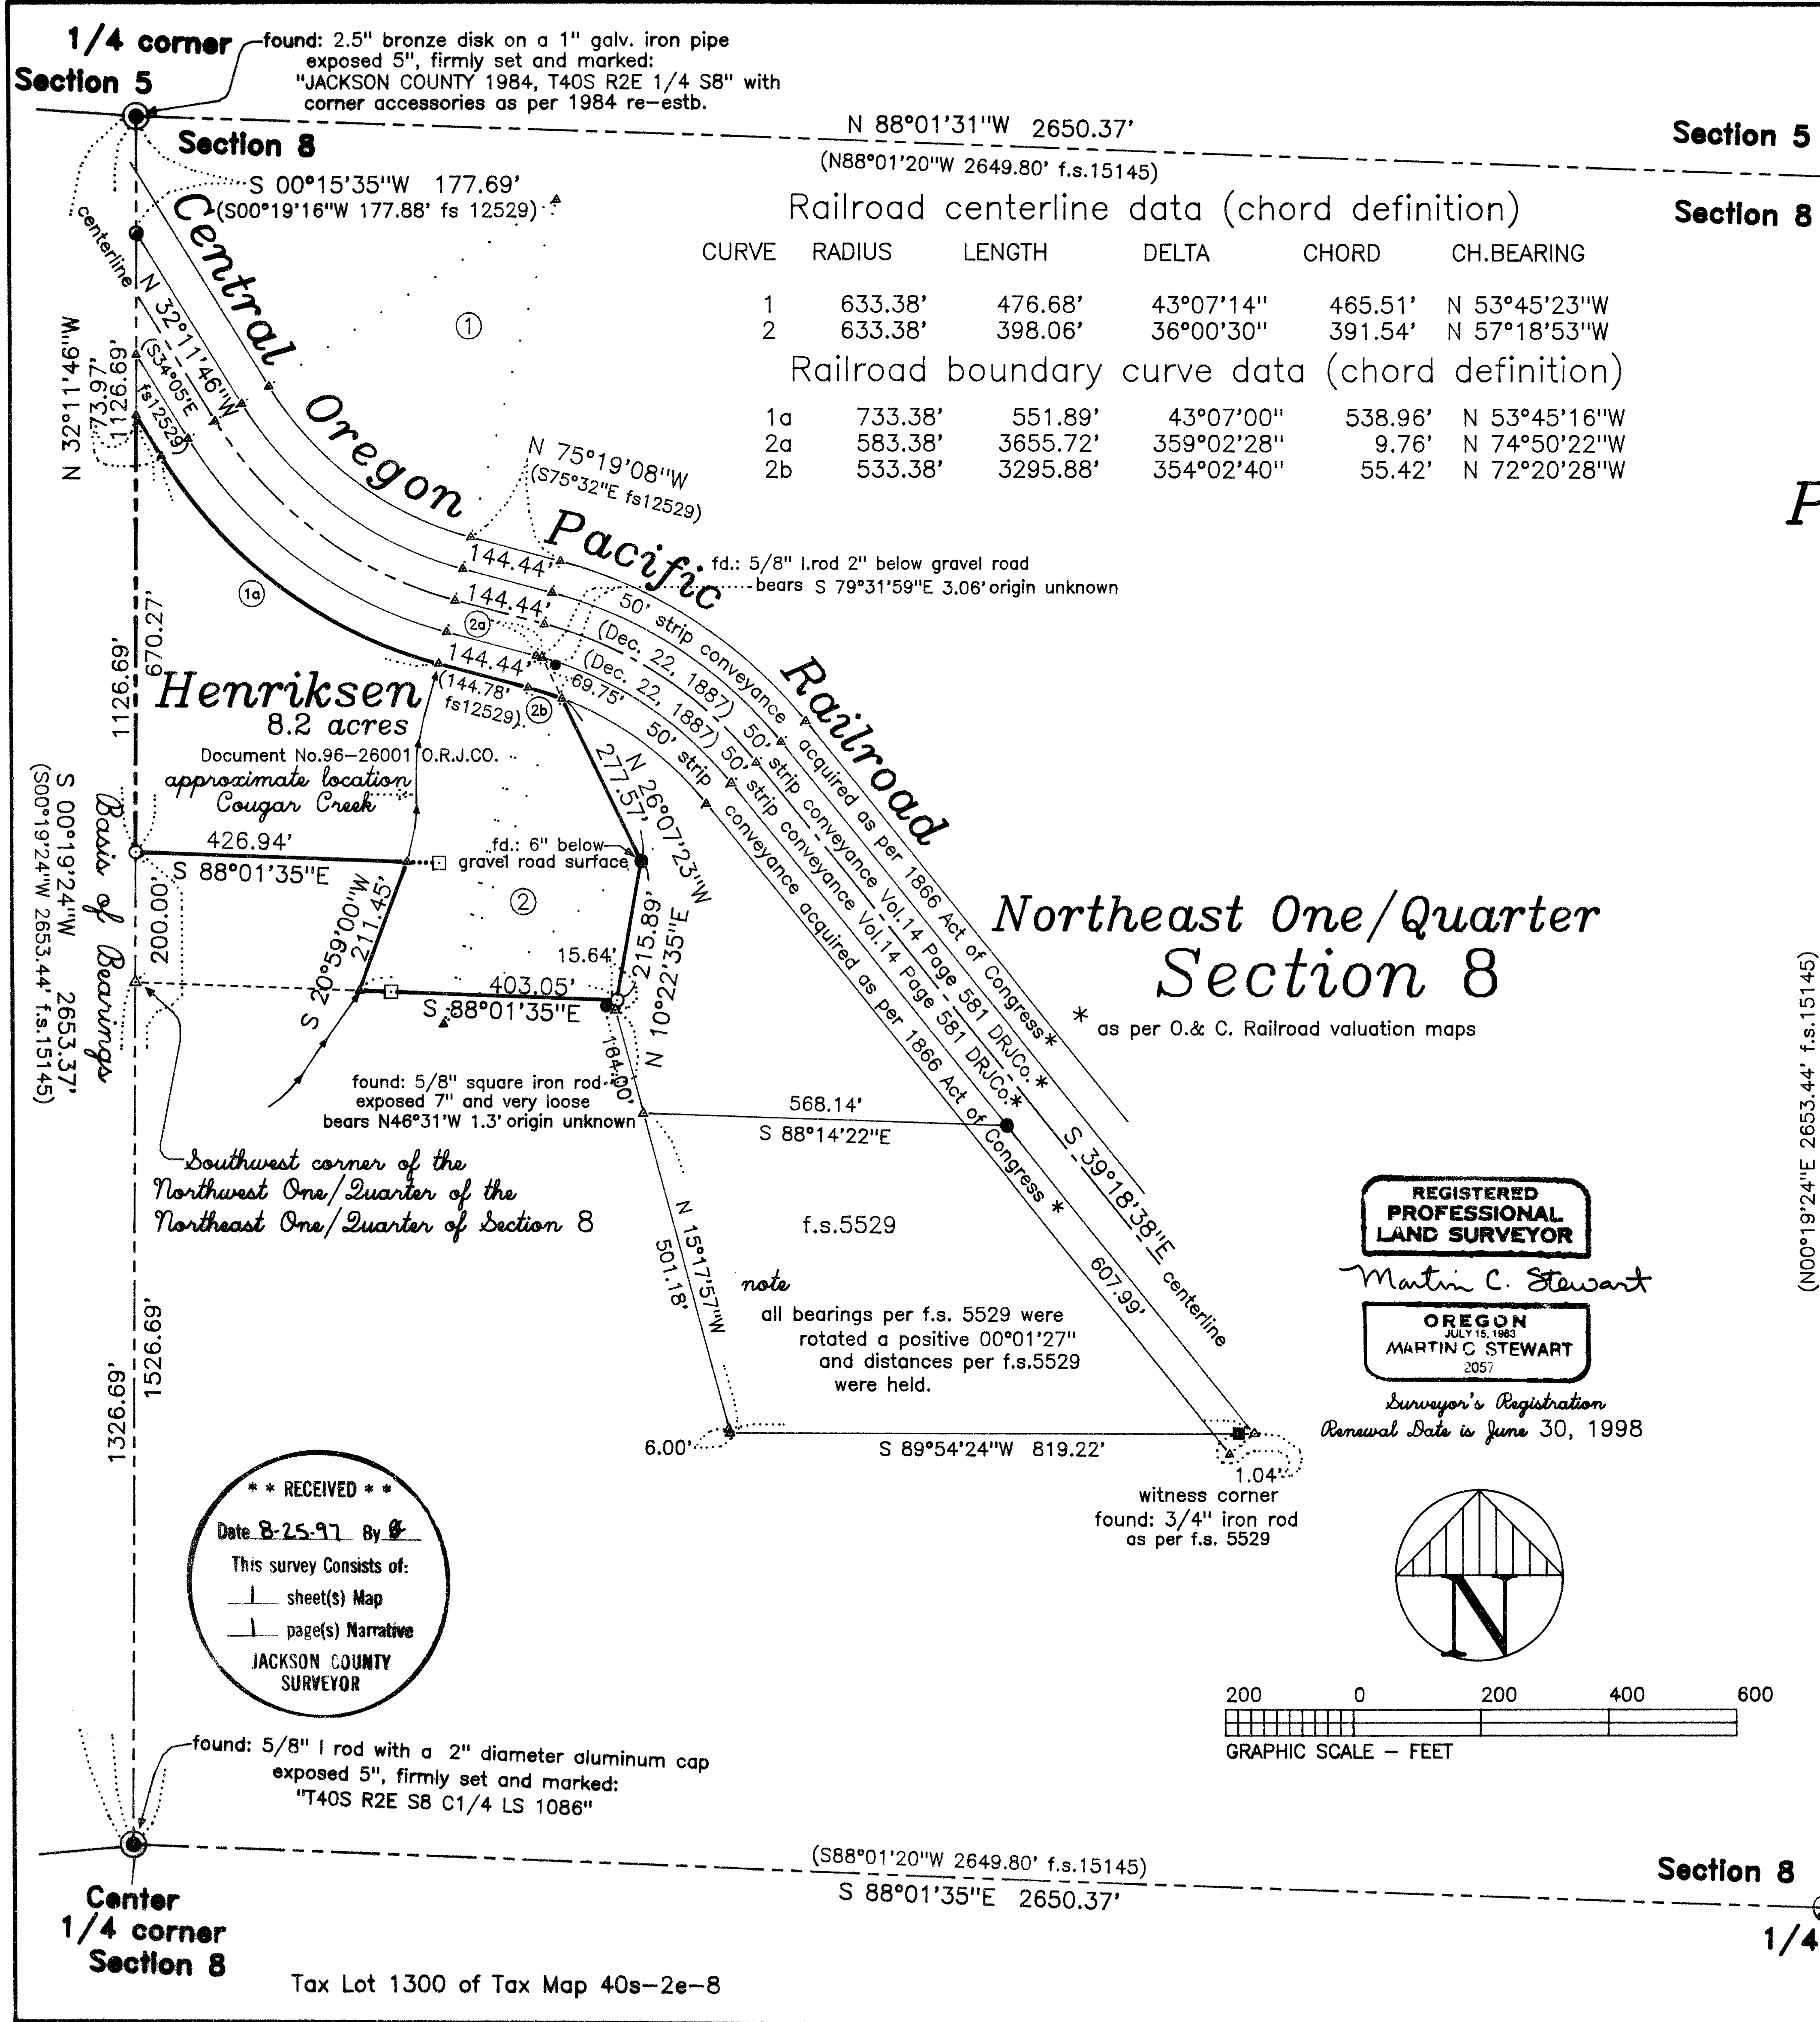 1/4 corner
Section 5
found: 2.5" bronze disk on a 1" galv. iron pipe
exposed 5", firmly set and marked:
"JACKSON COUNTY 1984, T40S R2E 1/4 S8" with
corner accessories as per 1984 re-estb.
Section 8
N 88°01'31"W 2650.37'
(N88°01'20"W 2649.80' f.s.15145)
Section 5
Section 8
S 00°15'35"W 177.69'
(S00°19'16"W 177.88' fs 12529)
Railroad centerline data (chord definition)
CURVE RADIUS LENGTH DELTA CHORD CH.BEARING
1 633.38' 476.68' 43°07'14" 465.51' N 53°45'23"W
2 633.38' 398.06' 36°00'30" 391.54' N 57°18'53"W
Railroad boundary curve data (chord definition)
1a 733.38' 551.89' 43°07'00" 538.96' N 53°45'16"W
2a 583.38' 3655.72' 359°02'28" 9.76' N 74°50'22"W
2b 533.38' 3295.88' 354°02'40" 55.42' N 72°20'28"W
P
centerline
N 32°11'46"W
(S34°05'E
fs12529)
N 32°11'46"W
73.97'
1126.69'
Central Oregon Pacific Railroad
1
N 75°19'08"W
(S75°32"E fs12529)
144.44'
144.44'
144.44'
(144.78'
fs12529)
1a
2a
2b
69.75'
fd.: 5/8" I.rod 2" below gravel road
bears S 79°31'59"E 3.06' origin unknown
50' strip conveyance acquired as per 1866 Act of Congress*
(Dec. 22, 1887) 50' strip conveyance Vol.14 Page 581 DRJCo.*
(Dec. 22, 1887) 50' strip conveyance Vol.14 Page 581 DRJCo.*
50' strip conveyance acquired as per 1866 Act of Congress *
670.27'
1126.69'
Henriksen
8.2 acres
Document No.96-26001 O.R.J.CO.
approximate location
Cougar Creek
S 00°19'24"W 2653.37'
(S00°19'24"W 2653.44' f.s.15145)
Basis of Bearings
426.94'
S 88°01'35"E
fd.: 6" below
gravel road surface
N 26°07'23"W
277.57'
2
200.00'
S 20°59'00"W
211.45'
15.64'
215.89'
N 10°22'35"E
403.05'
S 88°01'35"E
Northeast One/Quarter
Section 8
* as per O.& C. Railroad valuation maps
(N00°19'24"E 2653.44' f.s.15145)
found: 5/8" square iron rod
exposed 7" and very loose
bears N46°31'W 1.3' origin unknown
164.00'
568.14'
S 88°14'22"E
Southwest corner of the
Northwest One/Quarter of the
Northeast One/Quarter of Section 8
S 39°18'38"E centerline
607.99'
N 15°17'57"W
501.18'
f.s.5529
note
all bearings per f.s. 5529 were
rotated a positive 00°01'27"
and distances per f.s.5529
were held.
REGISTERED
PROFESSIONAL
LAND SURVEYOR
Martin C. Stewart
OREGON
JULY 15, 1983
MARTIN C STEWART
2057
Surveyor's Registration
Renewal Date is June 30, 1998
1326.69'
1526.69'
6.00'
S 89°54'24"W 819.22'
1.04'
witness corner
found: 3/4" iron rod
as per f.s. 5529
* * RECEIVED * *
Date 8-25-97 By
This survey Consists of:
1 sheet(s) Map
1 page(s) Narrative
JACKSON COUNTY
SURVEYOR
N
200 0 200 400 600
GRAPHIC SCALE - FEET
found: 5/8" I rod with a 2" diameter aluminum cap
exposed 5", firmly set and marked:
"T40S R2E S8 C1/4 LS 1086"
(S88°01'20"W 2649.80' f.s.15145)
S 88°01'35"E 2650.37'
Section 8
1/4
Center
1/4 corner
Section 8
Tax Lot 1300 of Tax Map 40s-2e-8